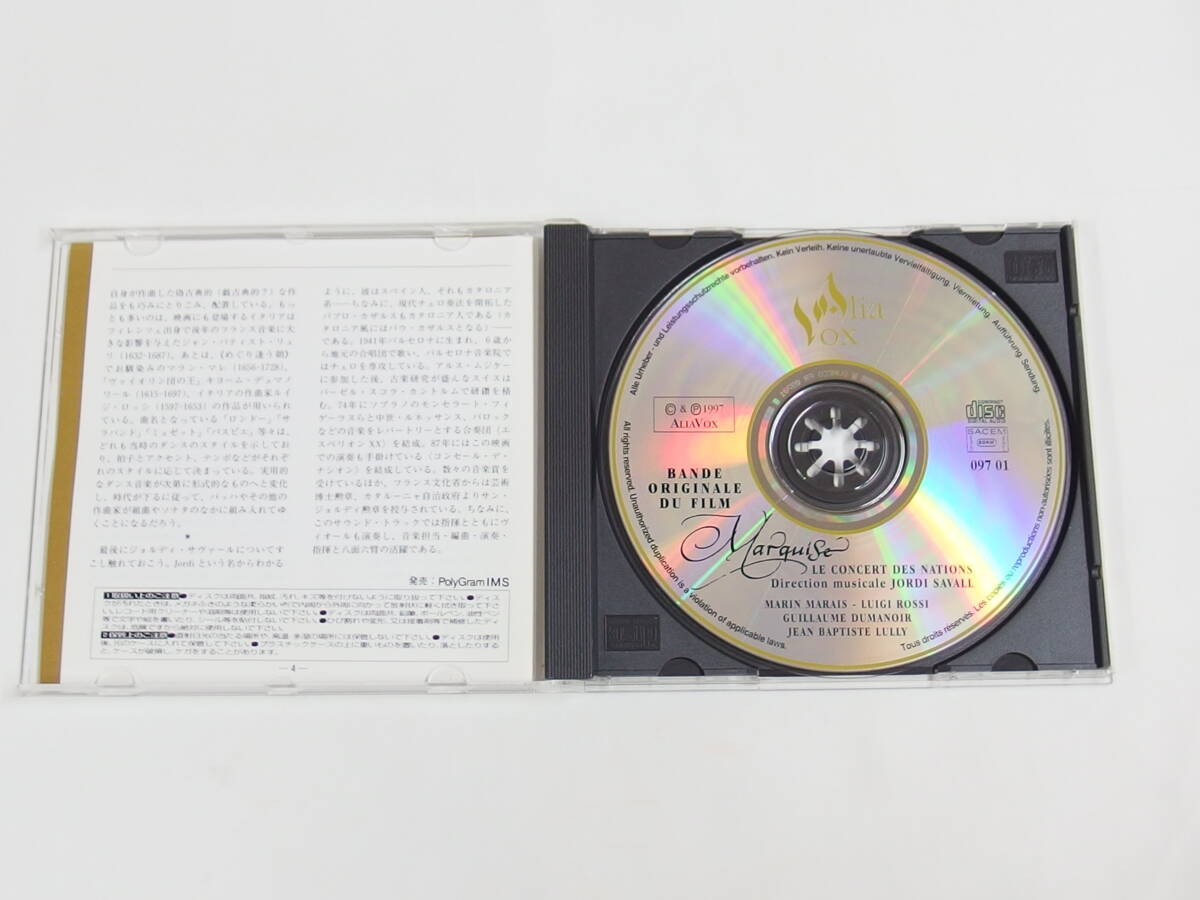 自身が作曲した擬古典的(戯古典的?)な作
品をも巧みにとりこみ、配置している。もっ
とも多いのは、映画にも登場するイタリアは
フィレンツェ出身で後年のフランス音楽に大
きな影響を与えたジャン・バティスト・リュ
リ(1632-1687)。あとは、《めぐり逢う朝》
でお馴染みのマラン・マレ(1656-1728)、
「ヴァイオリン団の王」ギヨーム・デュマノ
ワール(1615-1697)、イタリアの作曲家ルイ
ジ・ロッシ(1597-1653)の作品が用いられ
ている。曲名となっている「ロンドー」「サ
ラバンド」「ミュゼット」「パスピエ」等々は、
どれも当時のダンスのスタイルを示してお
り、拍子とアクセント、テンポなどがそれぞ
れのスタイルに応じて決まっている。実用的
なダンス音楽が次第に形式的なものへと変化
し、時代が下るに従って、バッハやその他の
作曲家が組曲やソナタのなかに組み入れてゆ
くことになるだろう。
★
最後にジョルディ・サヴァールについてす
こし触れておこう。Jordi という名からわかる
ように、彼はスペイン人、それもカタロニア
系——ちなみに、現代チェロ奏法を開拓した
パブロ・カザルスもカタロニア人である(カ
タロニア風にはパウ・カザルスとなる)——
である。1941年バルセロナに生まれ、6歳か
ら地元の合唱団で歌い、バルセロナ音楽院で
はチェロを専攻している。アルス・ムジケー
に参加した後、古楽研究が盛んなスイスは
バーゼル・スコラ・カントルムで研鑽を積
む。74年にソプラノのモンセラート・フィ
ゲーラスらと中世・ルネッサンス、バロック
などの音楽をレパートリーとする合奏団(エ
スペリオンXX)を結成。87年にはこの映画
での演奏も手掛けている〈コンセール・デ・
ナシオン〉を結成している。数々の音楽賞を
受けているほか、フランス文化省からは芸術
博士勲章、カタルーニャ自治政府よりサン・
ジョルディ勲章を授与されている。ちなみに、
このサウンド・トラックでは指揮とともにヴ
ィオールも演奏し、音楽担当・編曲・演奏・
指揮と八面六臂の活躍である。
発売:PolyGram IMS
— 4 —
Alia
Vox
Alle Urheber- und Leistungsschutzrechte vorbehalten. Kein Verleih. Keine unerlaubte Vervielfältigung, Vermietung, Aufführung, Sendung.
© & ℗ 1997
AliaVox
COMPACT
disc
DIGITAL AUDIO
SACEM
097 01
BANDE
ORIGINALE
DU FILM
Marquise
LE CONCERT DES NATIONS
Direction musicale JORDI SAVALL
MARIN MARAIS - LUIGI ROSSI
GUILLAUME DUMANOIR
JEAN BAPTISTE LULLY
All rights reserved. Unauthorized duplication is a violation of applicable laws.
Tous droits réservés. Les copies ou reproductions non-autorisées sont illicites.